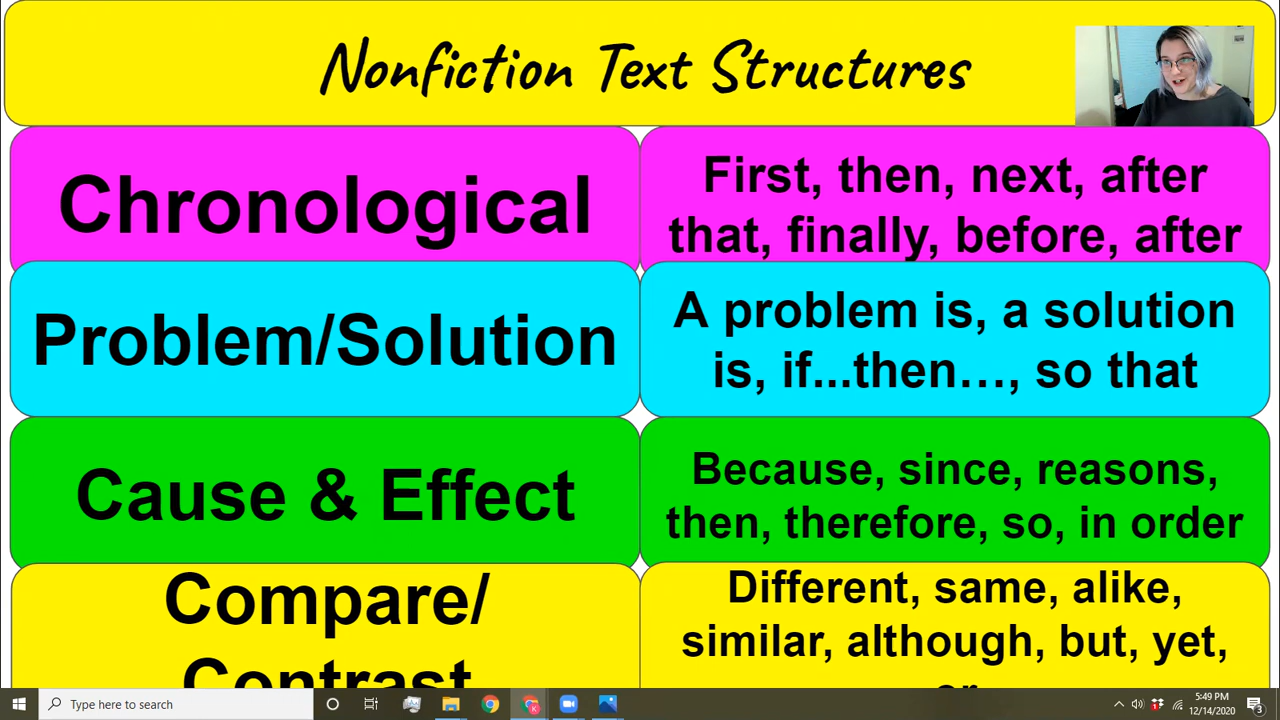 Nonfiction Text Structures
Chronological
First, then, next, after
that, finally, before, after
Problem/Solution
A problem is, a solution
is, if...then…, so that
Cause & Effect
Because, since, reasons,
then, therefore, so, in order
Compare/
Contrast
Different, same, alike,
similar, although, but, yet,
or
Type here to search
5:49 PM
12/14/2020
3